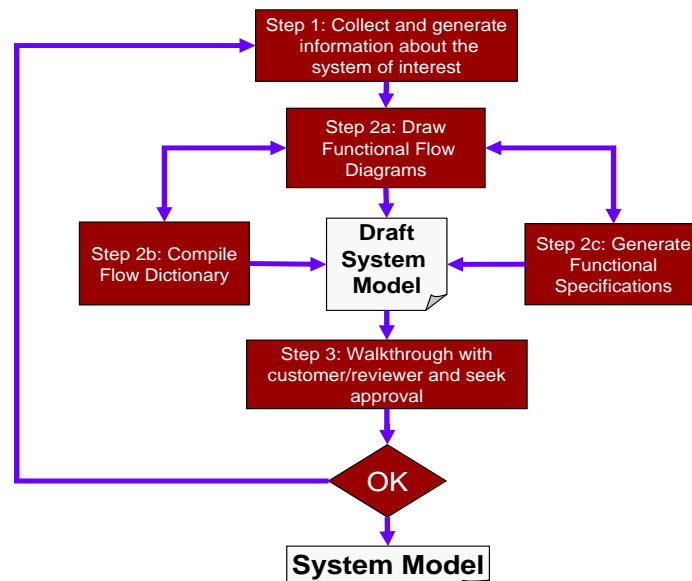 Step 1: Collect and generate
information about the
system of interest
Step 2a: Draw
Functional Flow
Diagrams
Step 2b: Compile
Flow Dictionary
Draft
System
Model
Step 2c: Generate
Functional
Specifications
Step 3: Walkthrough with
customer/reviewer and seek
approval
OK
System Model